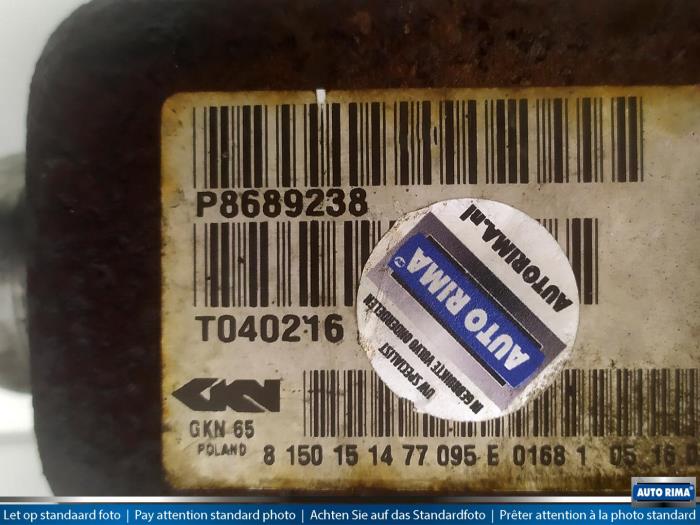 P8689238
T040216
GKN
GKN 65
POLAND
8 150 15 14 77 095 E 0168 1 05 16
AUTORIMA.nl
AUTO RIMA
UW SPECIALIST
IN GEBRUIKTE VOLVO ONDERDELEN
Let op standaard foto | Pay attention standard photo | Achten Sie auf das Standardfoto | Prêter attention à la photo standard
AUTO RIMA